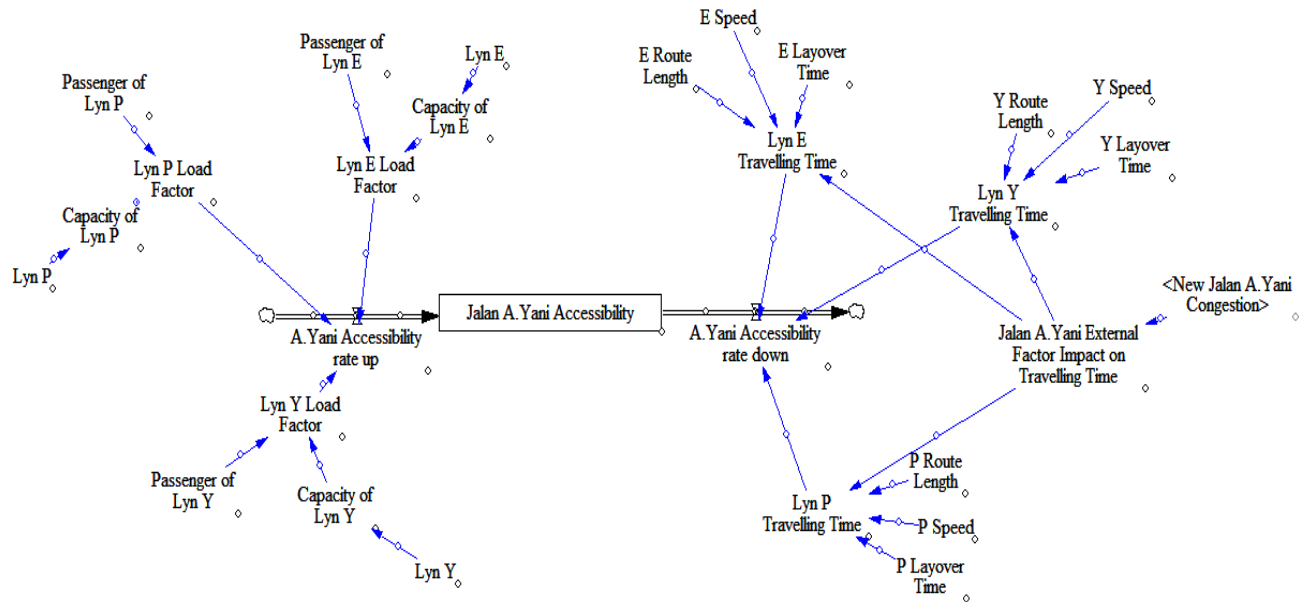 E Speed
Passenger of
Lyn E
Lyn E
E Route
Length
E Layover
Time
Passenger of
Lyn P
Capacity of
Lyn E
Y Route
Length
Y Speed
Lyn E
Travelling Time
Lyn P Load
Factor
Lyn E Load
Factor
Y Layover
Time
Lyn Y
Travelling Time
Capacity of
Lyn P
Lyn P
<New Jalan A.Yani
Congestion>
Jalan A.Yani Accessibility
A.Yani Accessibility
rate up
A.Yani Accessibility
rate down
Jalan A.Yani External
Factor Impact on
Travelling Time
Lyn Y Load
Factor
Passenger of
Lyn Y
Capacity of
Lyn Y
Lyn Y
P Route
Length
Lyn P
Travelling Time
P Speed
P Layover
Time